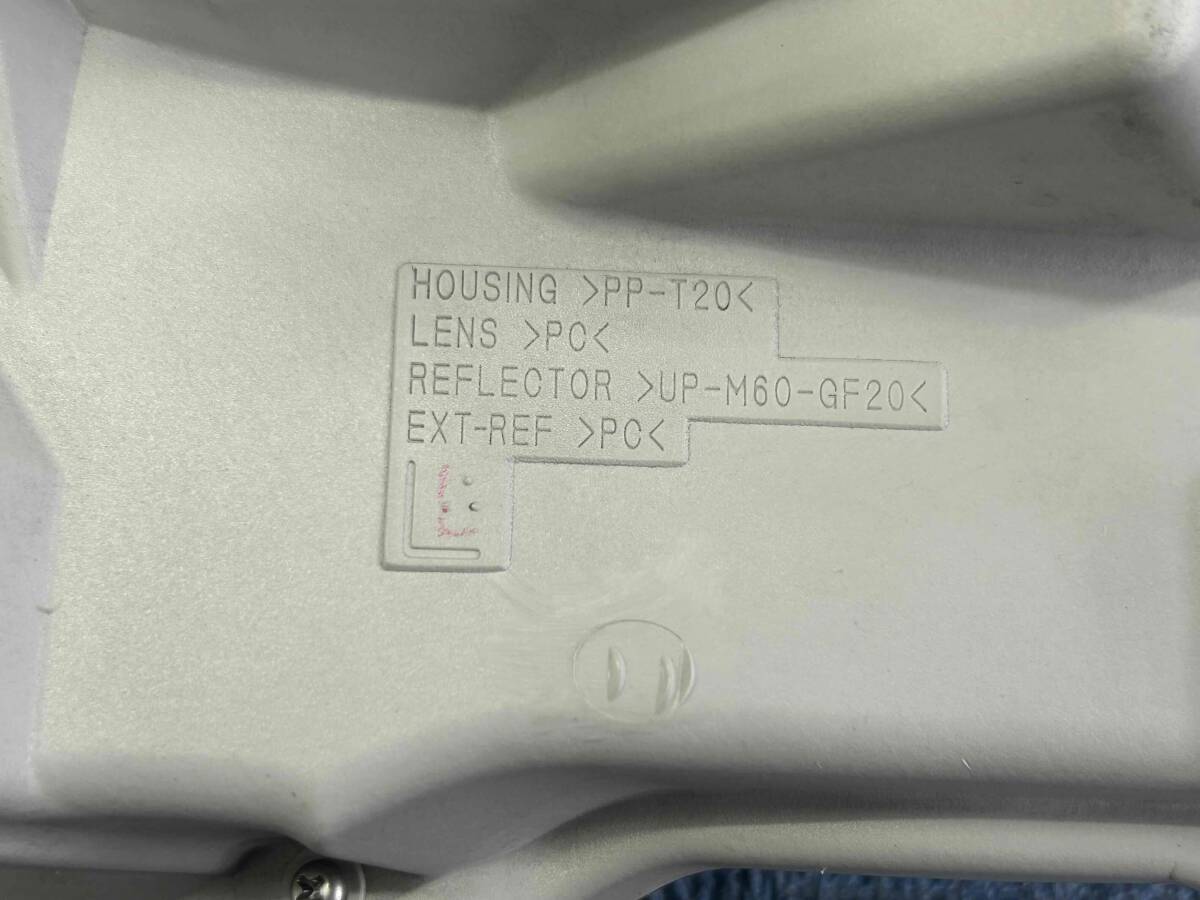 HOUSING >PP-T20<
LENS >PC<
REFLECTOR >UP-M60-GF20<
EXT-REF >PC<